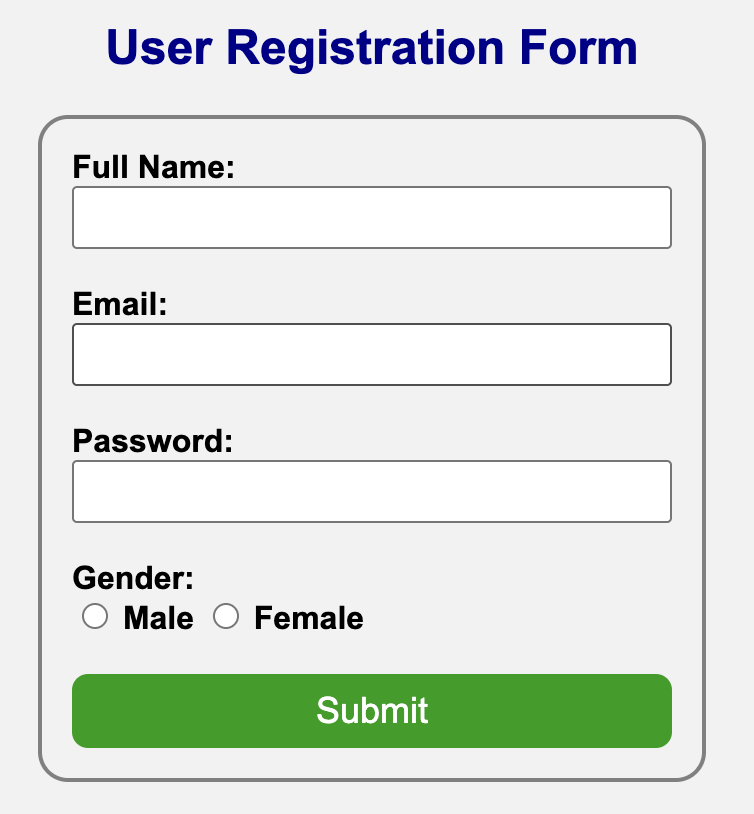 User Registration Form
Full Name:
Email:
Password:
Gender:
Male Female
Submit